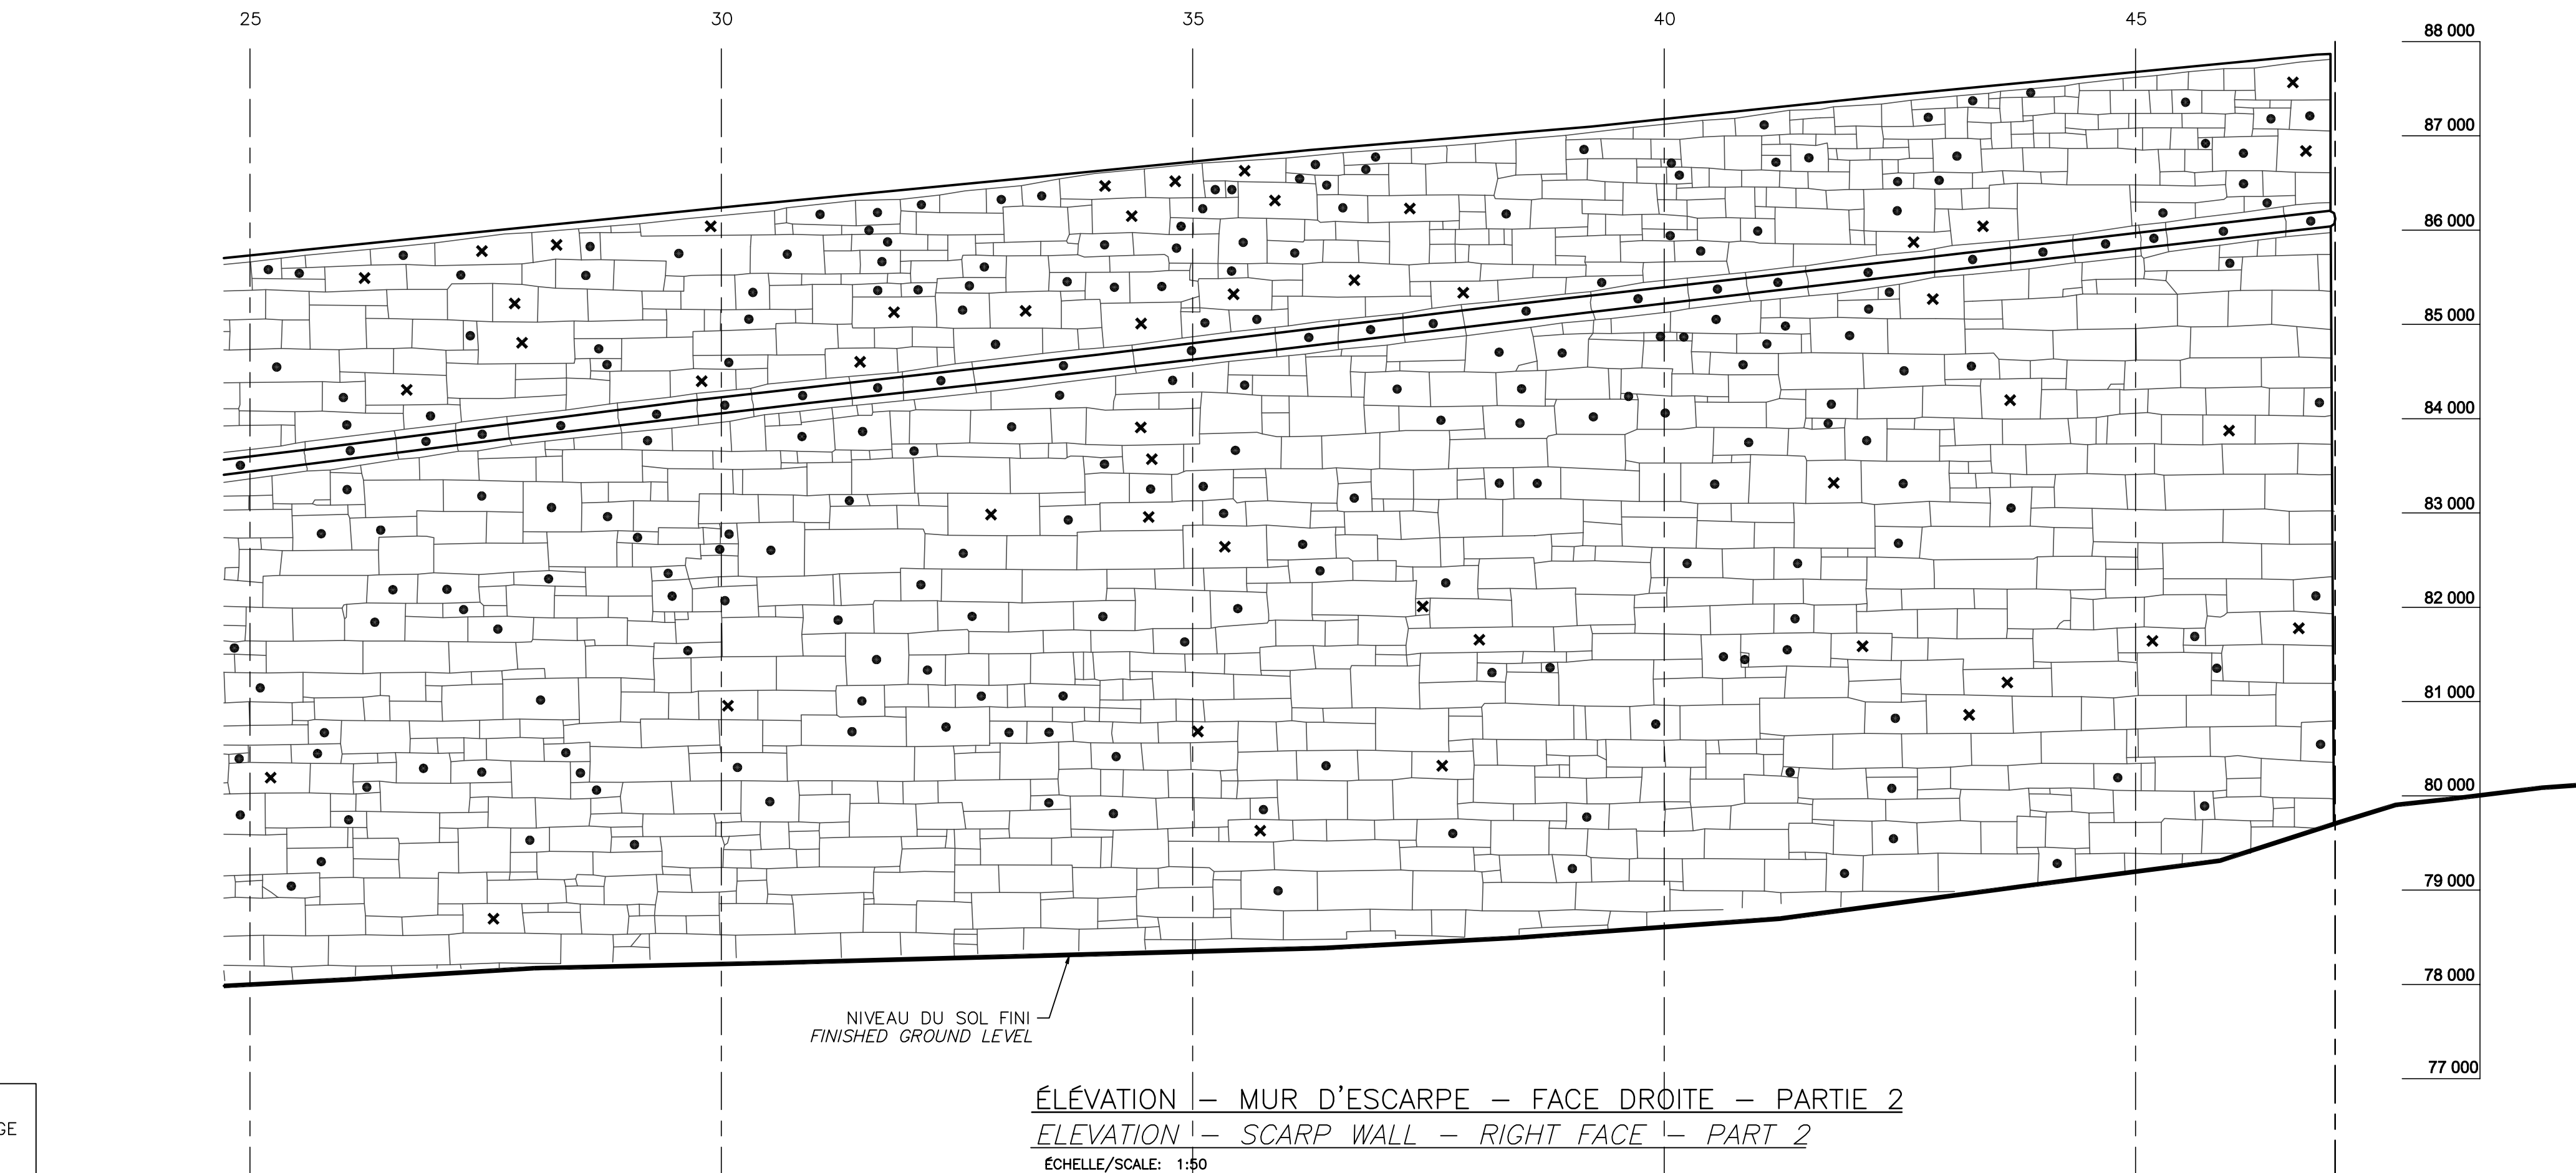 25 30 35 40 45
88 000
87 000
86 000
85 000
84 000
83 000
82 000
81 000
80 000
79 000
78 000
77 000
NIVEAU DU SOL FINI
FINISHED GROUND LEVEL
GE
ÉLÉVATION – MUR D'ESCARPE – FACE DROITE – PARTIE 2
ELEVATION – SCARP WALL – RIGHT FACE – PART 2
ÉCHELLE/SCALE: 1:50